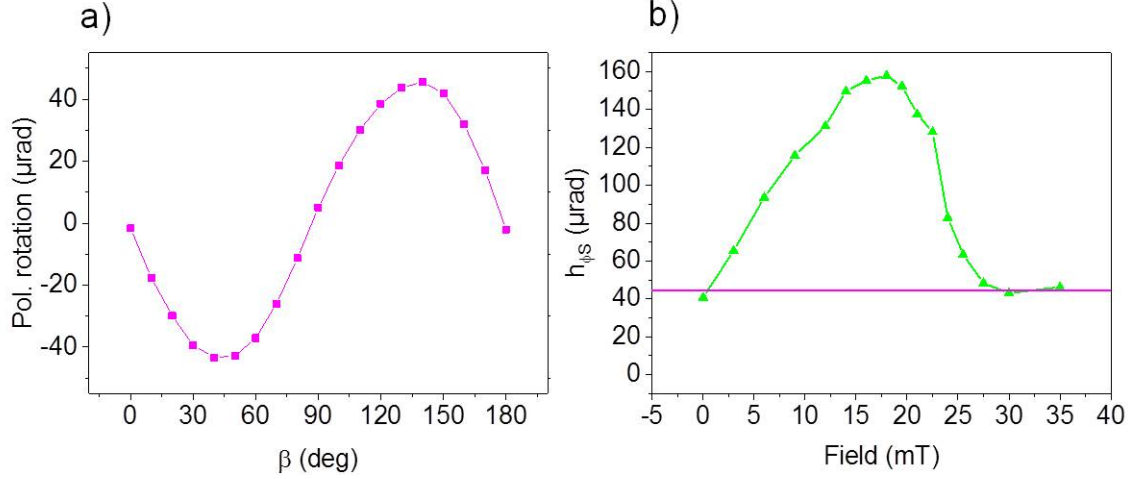 a)
Pol. rotation (μrad)
40
20
0
-20
-40
0 30 60 90 120 150 180
β (deg)
b)
hϕS (μrad)
160
140
120
100
80
60
40
20
0
-5 0 5 10 15 20 25 30 35 40
Field (mT)